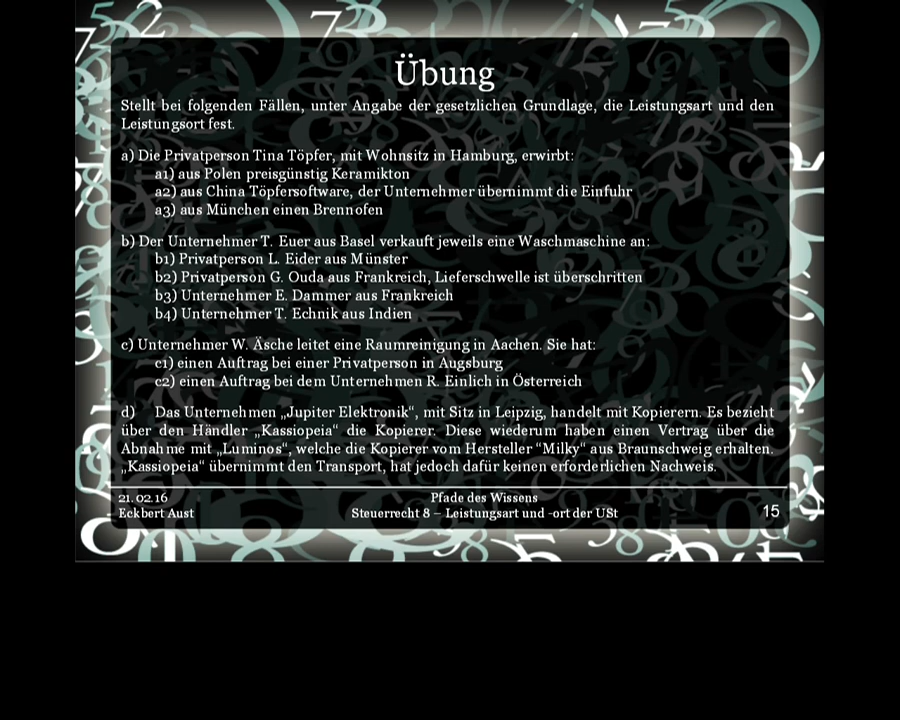 Übung
Stellt bei folgenden Fällen, unter Angabe der gesetzlichen Grundlage, die Leistungsart und den
Leistungsort fest.
a) Die Privatperson Tina Töpfer, mit Wohnsitz in Hamburg, erwirbt:
a1) aus Polen preisgünstig Keramikton
a2) aus China Töpfersoftware, der Unternehmer übernimmt die Einfuhr
a3) aus München einen Brennofen
b) Der Unternehmer T. Euer aus Basel verkauft jeweils eine Waschmaschine an:
b1) Privatperson L. Eider aus Münster
b2) Privatperson G. Ouda aus Frankreich, Lieferschwelle ist überschritten
b3) Unternehmer E. Dammer aus Frankreich
b4) Unternehmer T. Echnik aus Indien
c) Unternehmer W. Äsche leitet eine Raumreinigung in Aachen. Sie hat:
c1) einen Auftrag bei einer Privatperson in Augsburg
c2) einen Auftrag bei dem Unternehmen R. Einlich in Österreich
d) Das Unternehmen „Jupiter Elektronik“, mit Sitz in Leipzig, handelt mit Kopierern. Es bezieht
über den Händler „Kassiopeia“ die Kopierer. Diese wiederum haben einen Vertrag über die
Abnahme mit „Luminos“, welche die Kopierer vom Hersteller “Milky“ aus Braunschweig erhalten.
„Kassiopeia“ übernimmt den Transport, hat jedoch dafür keinen erforderlichen Nachweis.
21.02.16
Pfade des Wissens
Eckbert Aust
Steuerrecht 8 – Leistungsart und -ort der USt
15